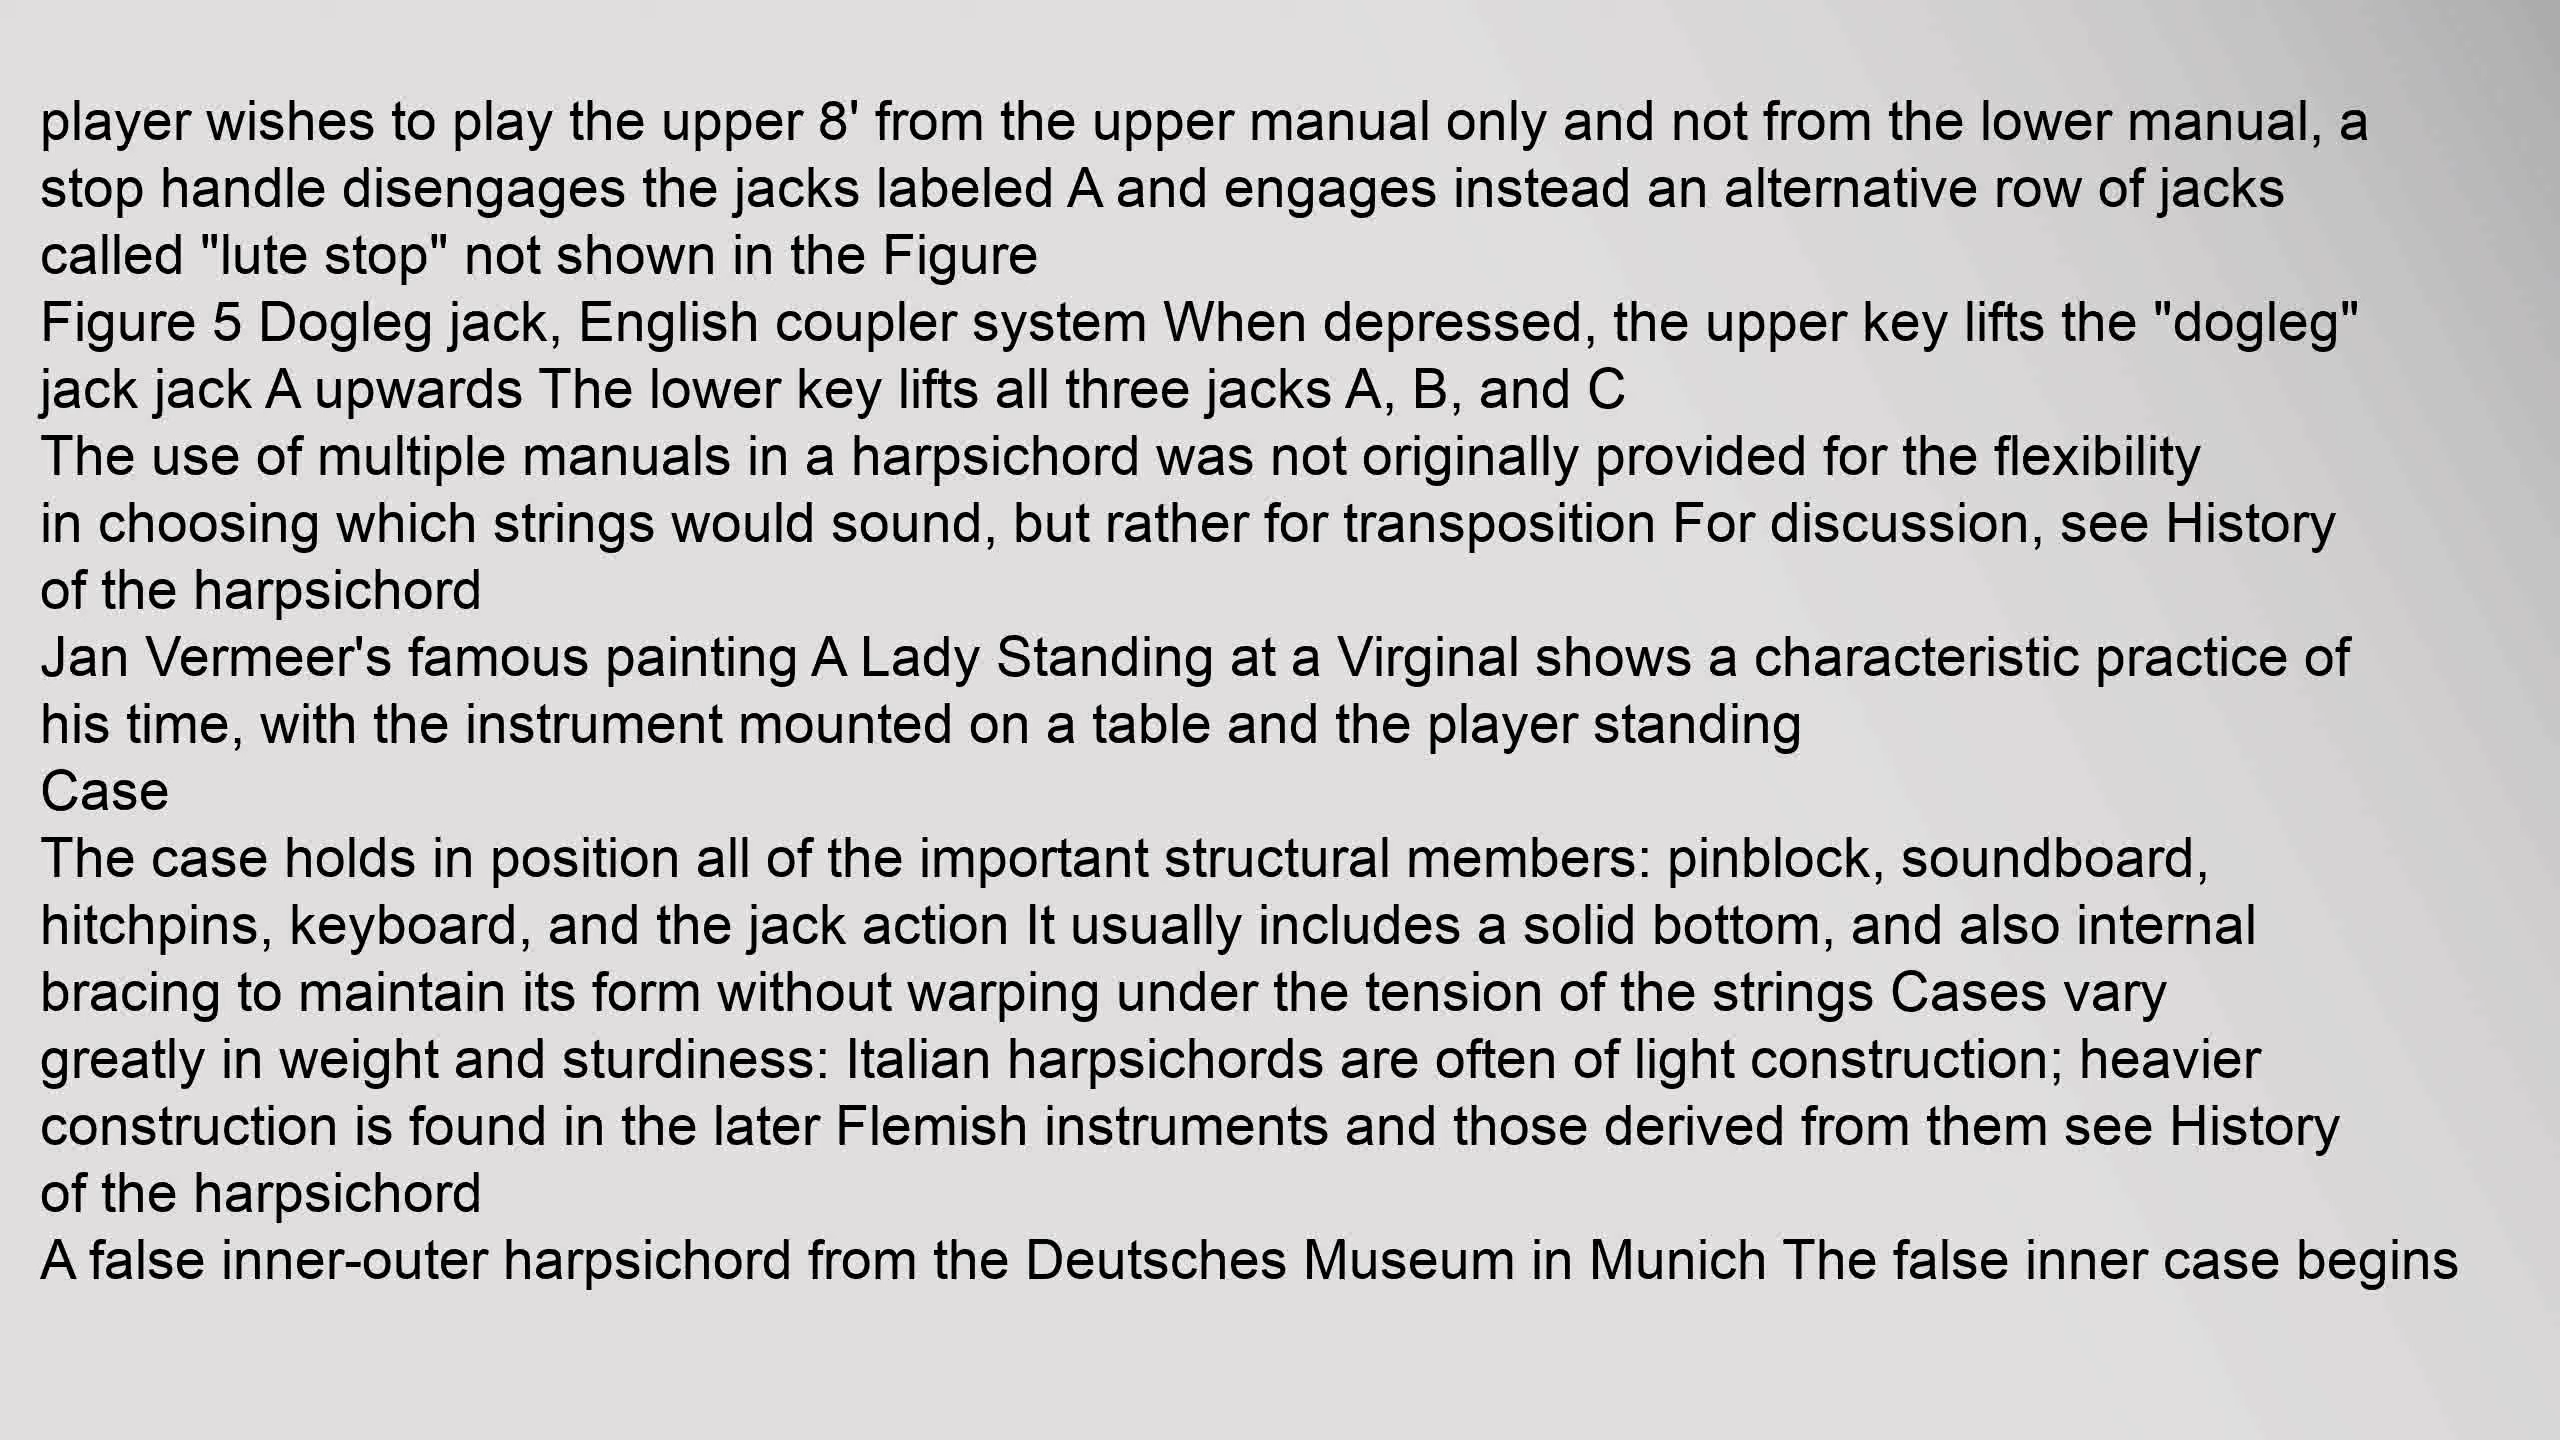 player wishes to play the upper 8' from the upper manual only and not from the lower manual, a
stop handle disengages the jacks labeled A and engages instead an alternative row of jacks
called "lute stop" not shown in the Figure
Figure 5 Dogleg jack, English coupler system When depressed, the upper key lifts the "dogleg"
jack jack A upwards The lower key lifts all three jacks A, B, and C
The use of multiple manuals in a harpsichord was not originally provided for the flexibility
in choosing which strings would sound, but rather for transposition For discussion, see History
of the harpsichord
Jan Vermeer's famous painting A Lady Standing at a Virginal shows a characteristic practice of
his time, with the instrument mounted on a table and the player standing
Case
The case holds in position all of the important structural members: pinblock, soundboard,
hitchpins, keyboard, and the jack action It usually includes a solid bottom, and also internal
bracing to maintain its form without warping under the tension of the strings Cases vary
greatly in weight and sturdiness: Italian harpsichords are often of light construction; heavier
construction is found in the later Flemish instruments and those derived from them see History
of the harpsichord
A false inner-outer harpsichord from the Deutsches Museum in Munich The false inner case begins